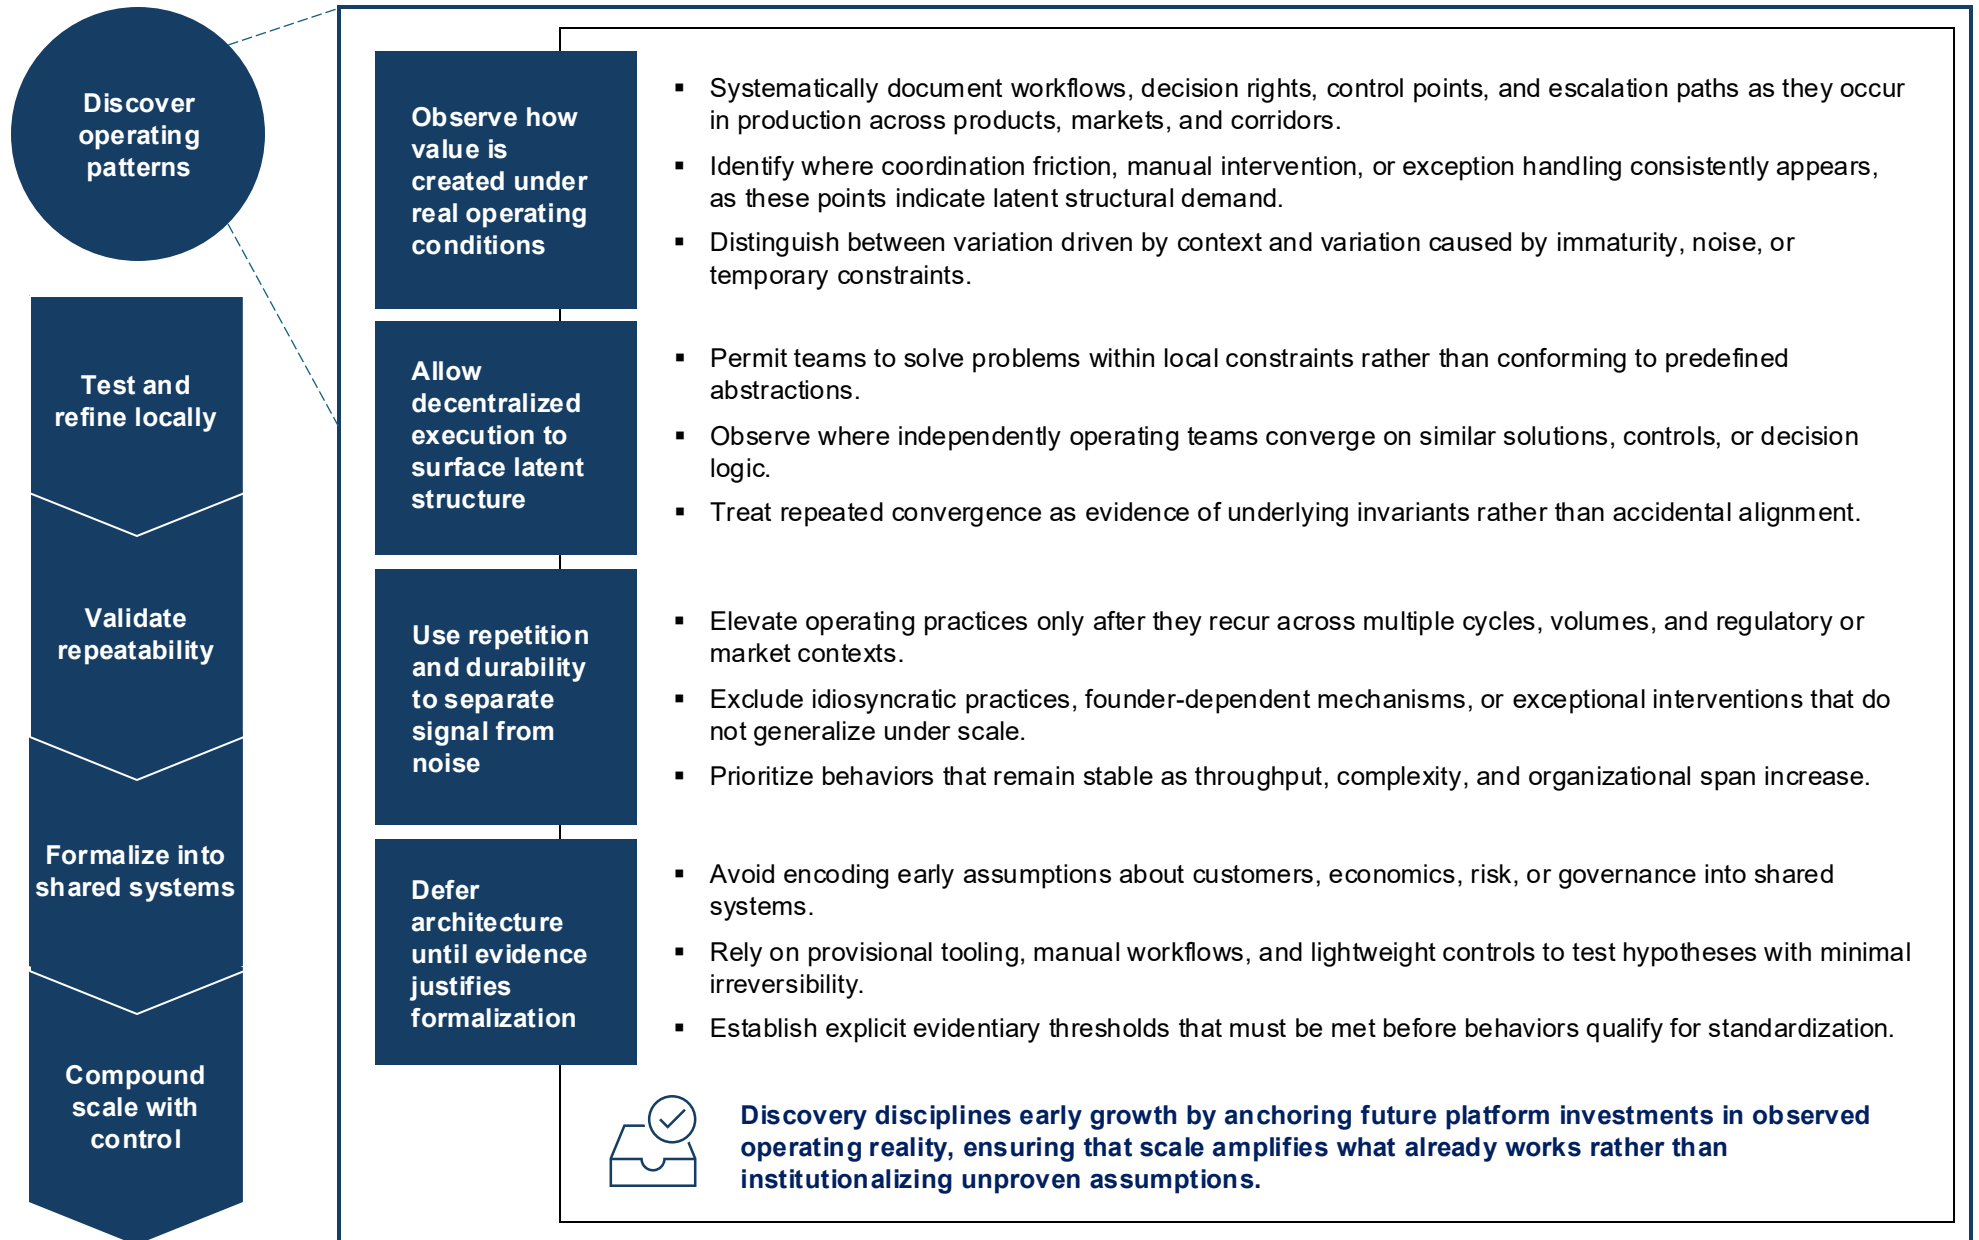 Discover
operating
patterns
Test and
refine locally
Validate
repeatability
Formalize into
shared systems
Compound
scale with
control
Observe how
value is
created under
real operating
conditions
▪ Systematically document workflows, decision rights, control points, and escalation paths as they occur
in production across products, markets, and corridors.
▪ Identify where coordination friction, manual intervention, or exception handling consistently appears,
as these points indicate latent structural demand.
▪ Distinguish between variation driven by context and variation caused by immaturity, noise, or
temporary constraints.
Allow
decentralized
execution to
surface latent
structure
▪ Permit teams to solve problems within local constraints rather than conforming to predefined
abstractions.
▪ Observe where independently operating teams converge on similar solutions, controls, or decision
logic.
▪ Treat repeated convergence as evidence of underlying invariants rather than accidental alignment.
Use repetition
and durability
to separate
signal from
noise
▪ Elevate operating practices only after they recur across multiple cycles, volumes, and regulatory or
market contexts.
▪ Exclude idiosyncratic practices, founder-dependent mechanisms, or exceptional interventions that do
not generalize under scale.
▪ Prioritize behaviors that remain stable as throughput, complexity, and organizational span increase.
Defer
architecture
until evidence
justifies
formalization
▪ Avoid encoding early assumptions about customers, economics, risk, or governance into shared
systems.
▪ Rely on provisional tooling, manual workflows, and lightweight controls to test hypotheses with minimal
irreversibility.
▪ Establish explicit evidentiary thresholds that must be met before behaviors qualify for standardization.
Discovery disciplines early growth by anchoring future platform investments in observed
operating reality, ensuring that scale amplifies what already works rather than
institutionalizing unproven assumptions.